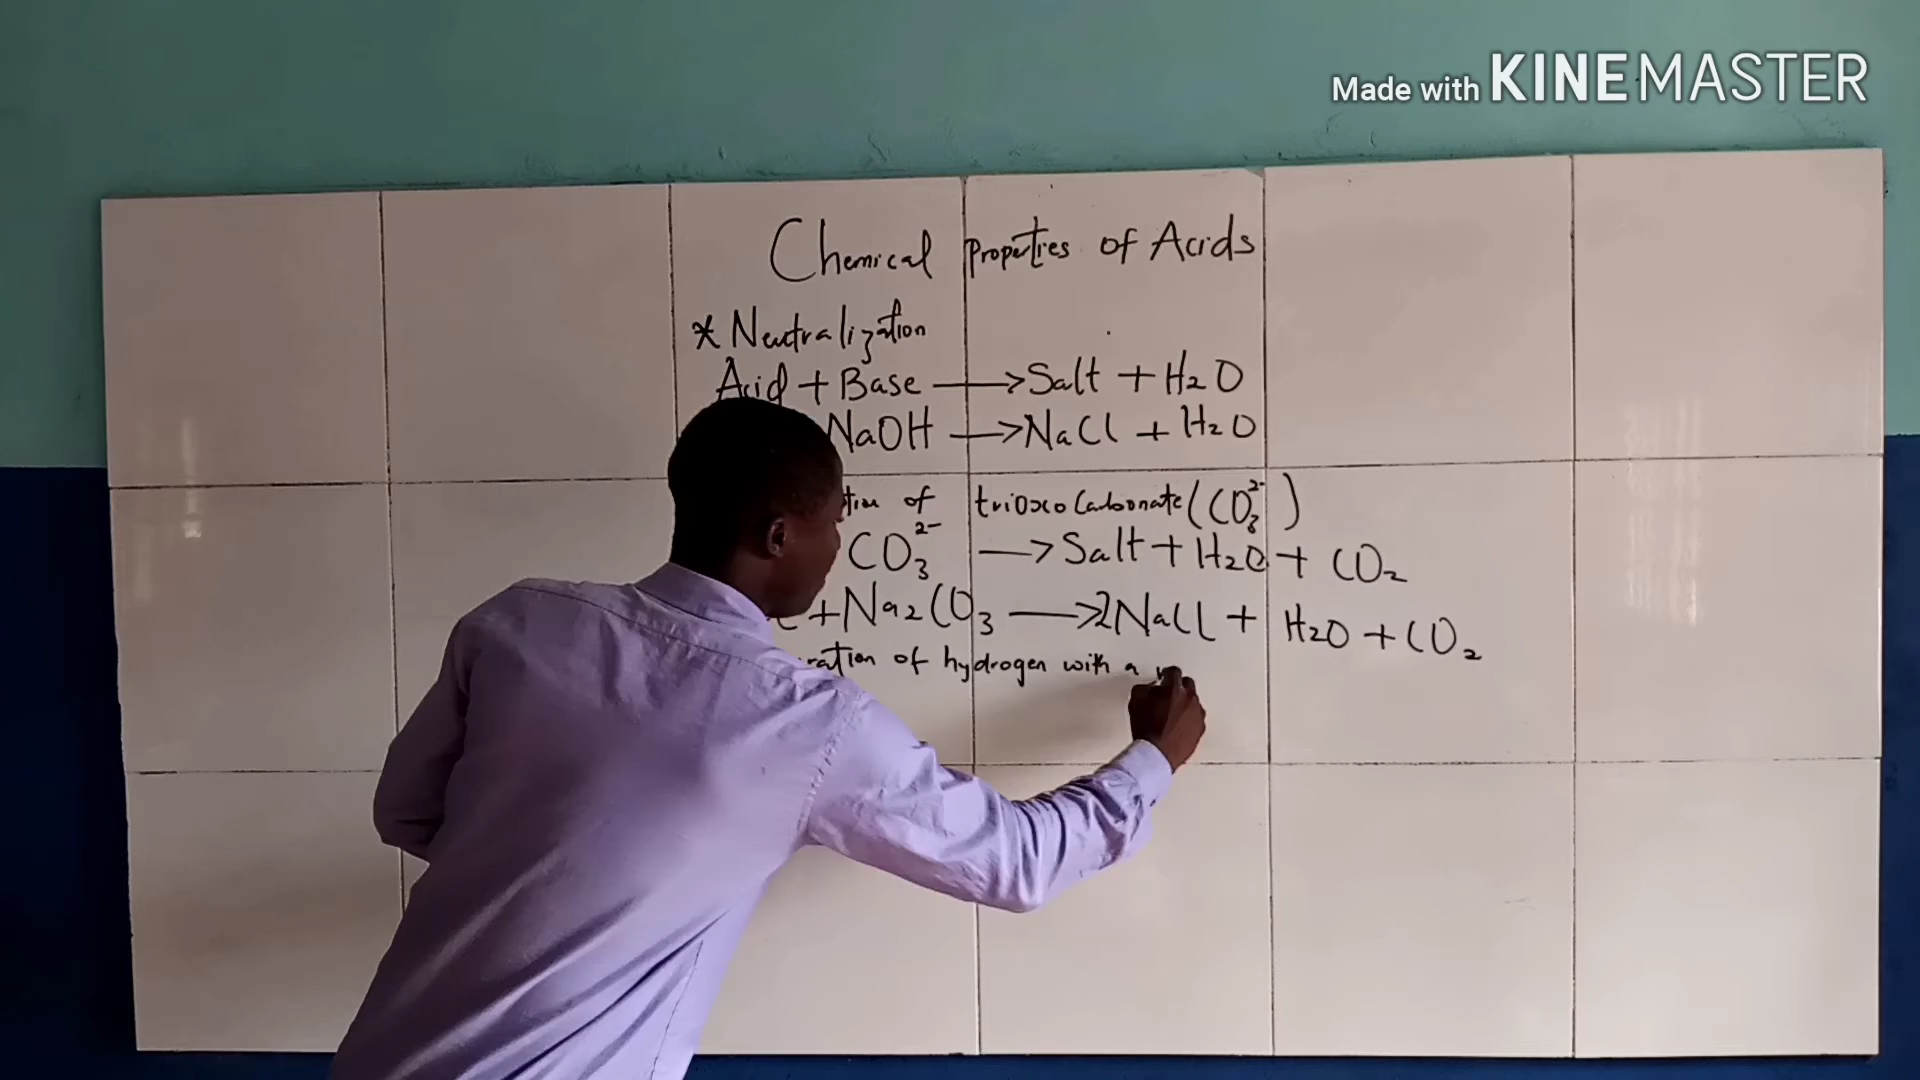 Made with KINEMASTER
Chemical Properties of Acids
* Neutralization
Acid + Base → Salt + H₂O
NaOH → NaCl + H₂O
of trioxocarbonate (CO₃²⁻)
CO₃²⁻ → Salt + H₂O + CO₂
+ Na₂CO₃ → 2NaCl + H₂O + CO₂
of hydrogen with a